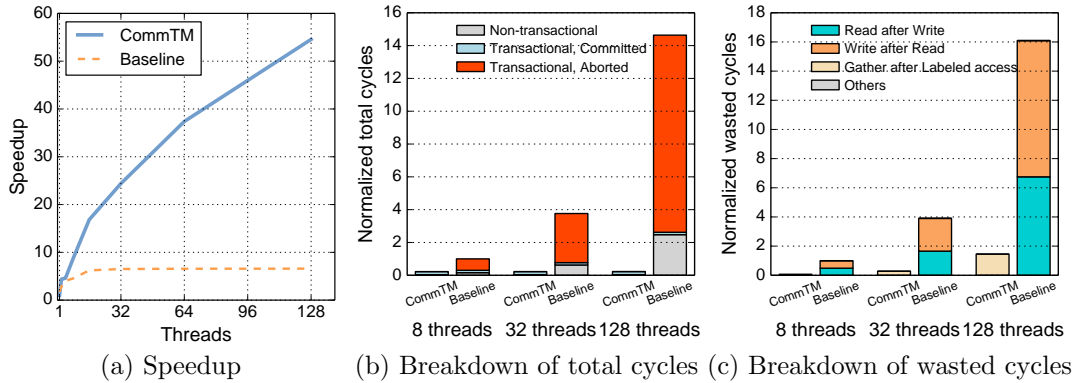 60
50
40
30
20
10
0
Speedup
CommTM
Baseline
1 32 64 96 128
Threads
(a) Speedup
16
14
12
10
8
6
4
2
0
Normalized total cycles
Non-transactional
Transactional, Committed
Transactional, Aborted
CommTM Baseline CommTM Baseline CommTM Baseline
8 threads 32 threads 128 threads
(b) Breakdown of total cycles
18
16
14
12
10
8
6
4
2
0
Normalized wasted cycles
Read after Write
Write after Read
Gather after Labeled access
Others
CommTM Baseline CommTM Baseline CommTM Baseline
8 threads 32 threads 128 threads
(c) Breakdown of wasted cycles